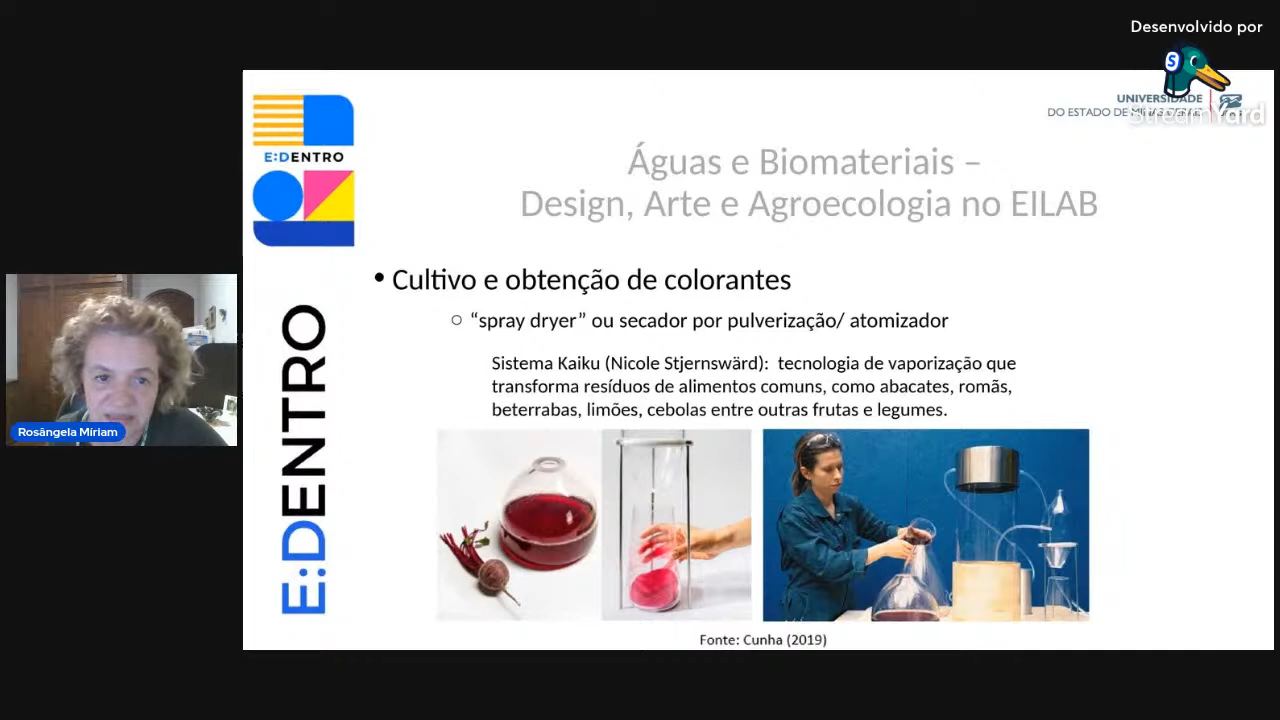 Desenvolvido por
StreamYard
UNIVERSIDADE
DO ESTADO DE MINAS GERAIS
E:DENTRO
Águas e Biomateriais –
Design, Arte e Agroecologia no EILAB
• Cultivo e obtenção de colorantes
○ “spray dryer” ou secador por pulverização/ atomizador
Sistema Kaiku (Nicole Stjernswärd): tecnologia de vaporização que
transforma resíduos de alimentos comuns, como abacates, romãs,
beterrabas, limões, cebolas entre outras frutas e legumes.
E:DENTRO
Rosângela Míriam
Fonte: Cunha (2019)